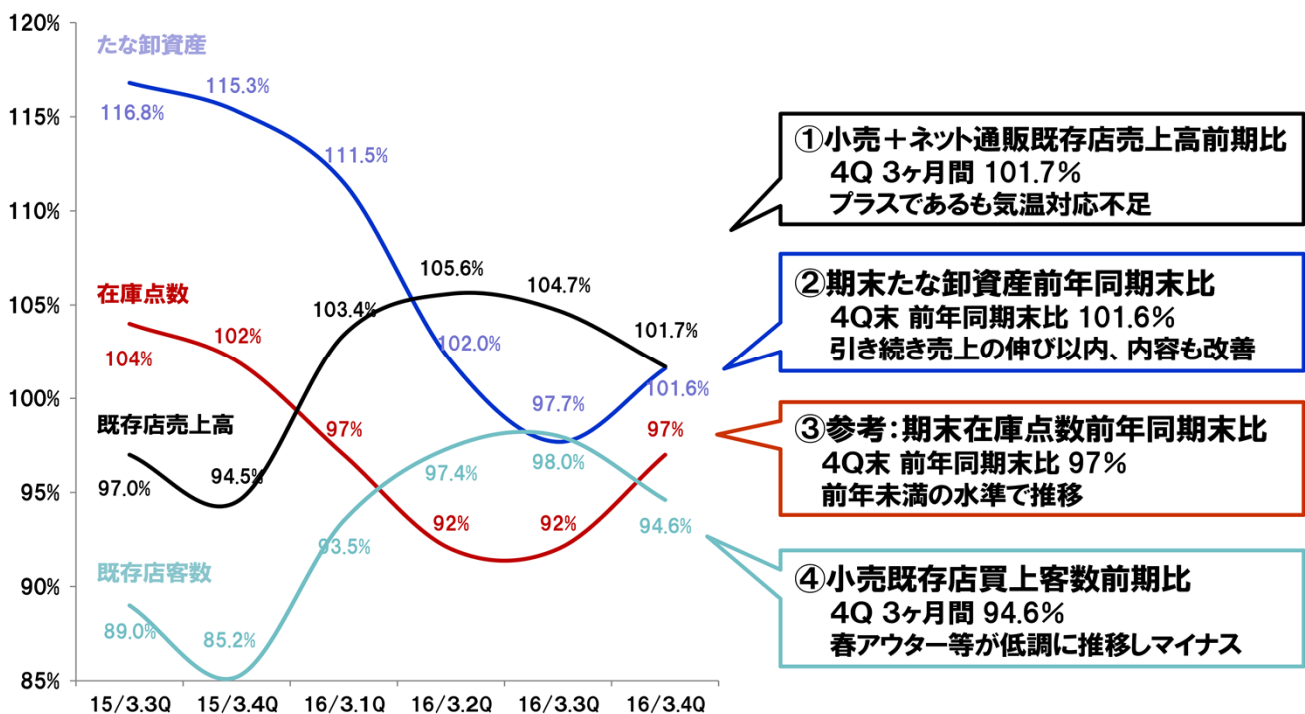 120%
115%
110%
105%
100%
95%
90%
85%
たな卸資産
116.8%
115.3%
111.5%
102.0%
97.7%
101.6%
在庫点数
104%
102%
97%
92%
92%
97%
既存店売上高
97.0%
94.5%
103.4%
105.6%
104.7%
101.7%
既存店客数
89.0%
85.2%
93.5%
97.4%
98.0%
94.6%
15/3.3Q
15/3.4Q
16/3.1Q
16/3.2Q
16/3.3Q
16/3.4Q
①小売+ネット通販既存店売上高前期比
4Q 3ヶ月間 101.7%
プラスであるも気温対応不足
②期末たな卸資産前年同期末比
4Q末 前年同期末比 101.6%
引き続き売上の伸び以内、内容も改善
③参考:期末在庫点数前年同期末比
4Q末 前年同期末比 97%
前年未満の水準で推移
④小売既存店買上客数前期比
4Q 3ヶ月間 94.6%
春アウター等が低調に推移しマイナス